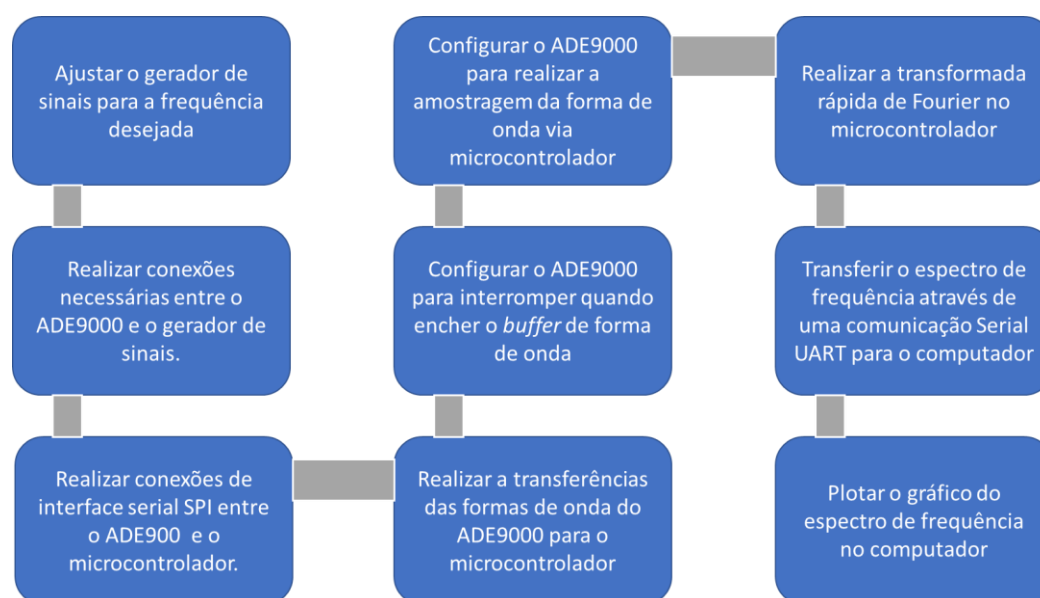 Ajustar o gerador de
sinais para a frequência
desejada
Realizar conexões
necessárias entre o
ADE9000 e o gerador de
sinais.
Realizar conexões de
interface serial SPI entre
o ADE900 e o
microcontrolador.
Configurar o ADE9000
para realizar a
amostragem da forma de
onda via
microcontrolador
Configurar o ADE9000
para interromper quando
encher o buffer de forma
de onda
Realizar a transferências
das formas de onda do
ADE9000 para o
microcontrolador
Realizar a transformada
rápida de Fourier no
microcontrolador
Transferir o espectro de
frequência através de
uma comunicação Serial
UART para o computador
Plotar o gráfico do
espectro de frequência
no computador